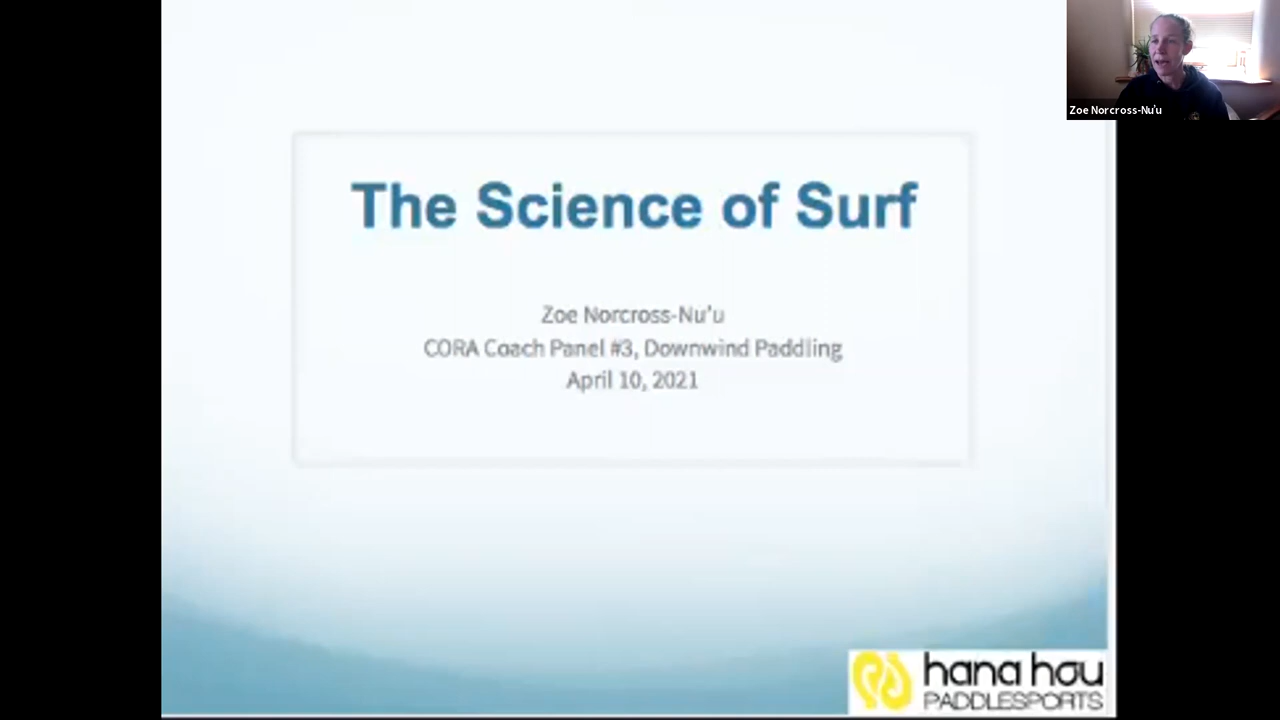 Zoe Norcross-Nu'u
The Science of Surf
Zoe Norcross-Nu'u
CORA Coach Panel #3, Downwind Paddling
April 10, 2021
hana hou
PADDLESPORTS